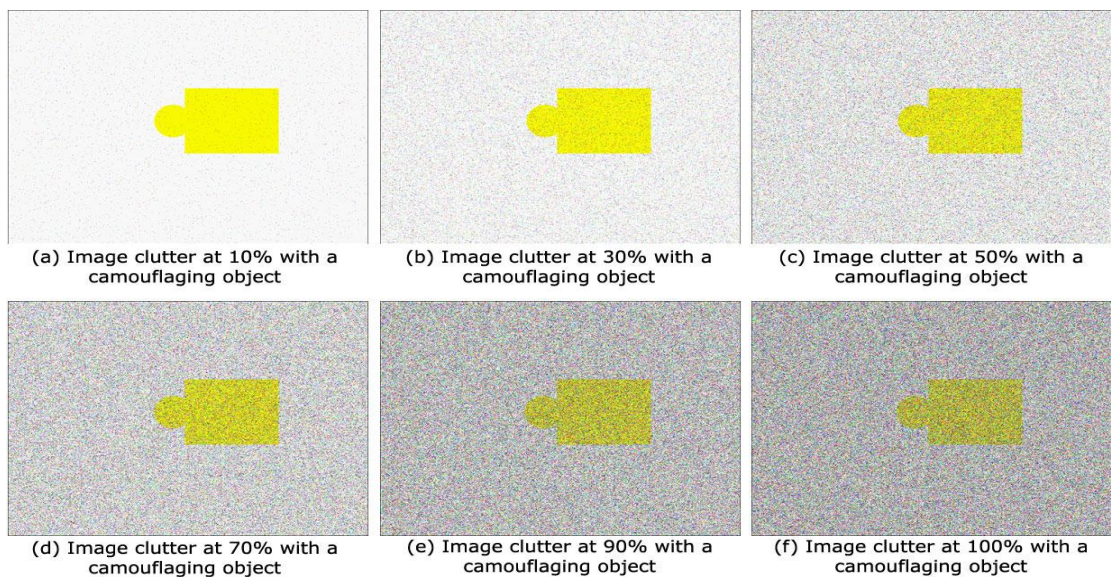 (a) Image clutter at 10% with a
camouflaging object
(b) Image clutter at 30% with a
camouflaging object
(c) Image clutter at 50% with a
camouflaging object
(d) Image clutter at 70% with a
camouflaging object
(e) Image clutter at 90% with a
camouflaging object
(f) Image clutter at 100% with a
camouflaging object